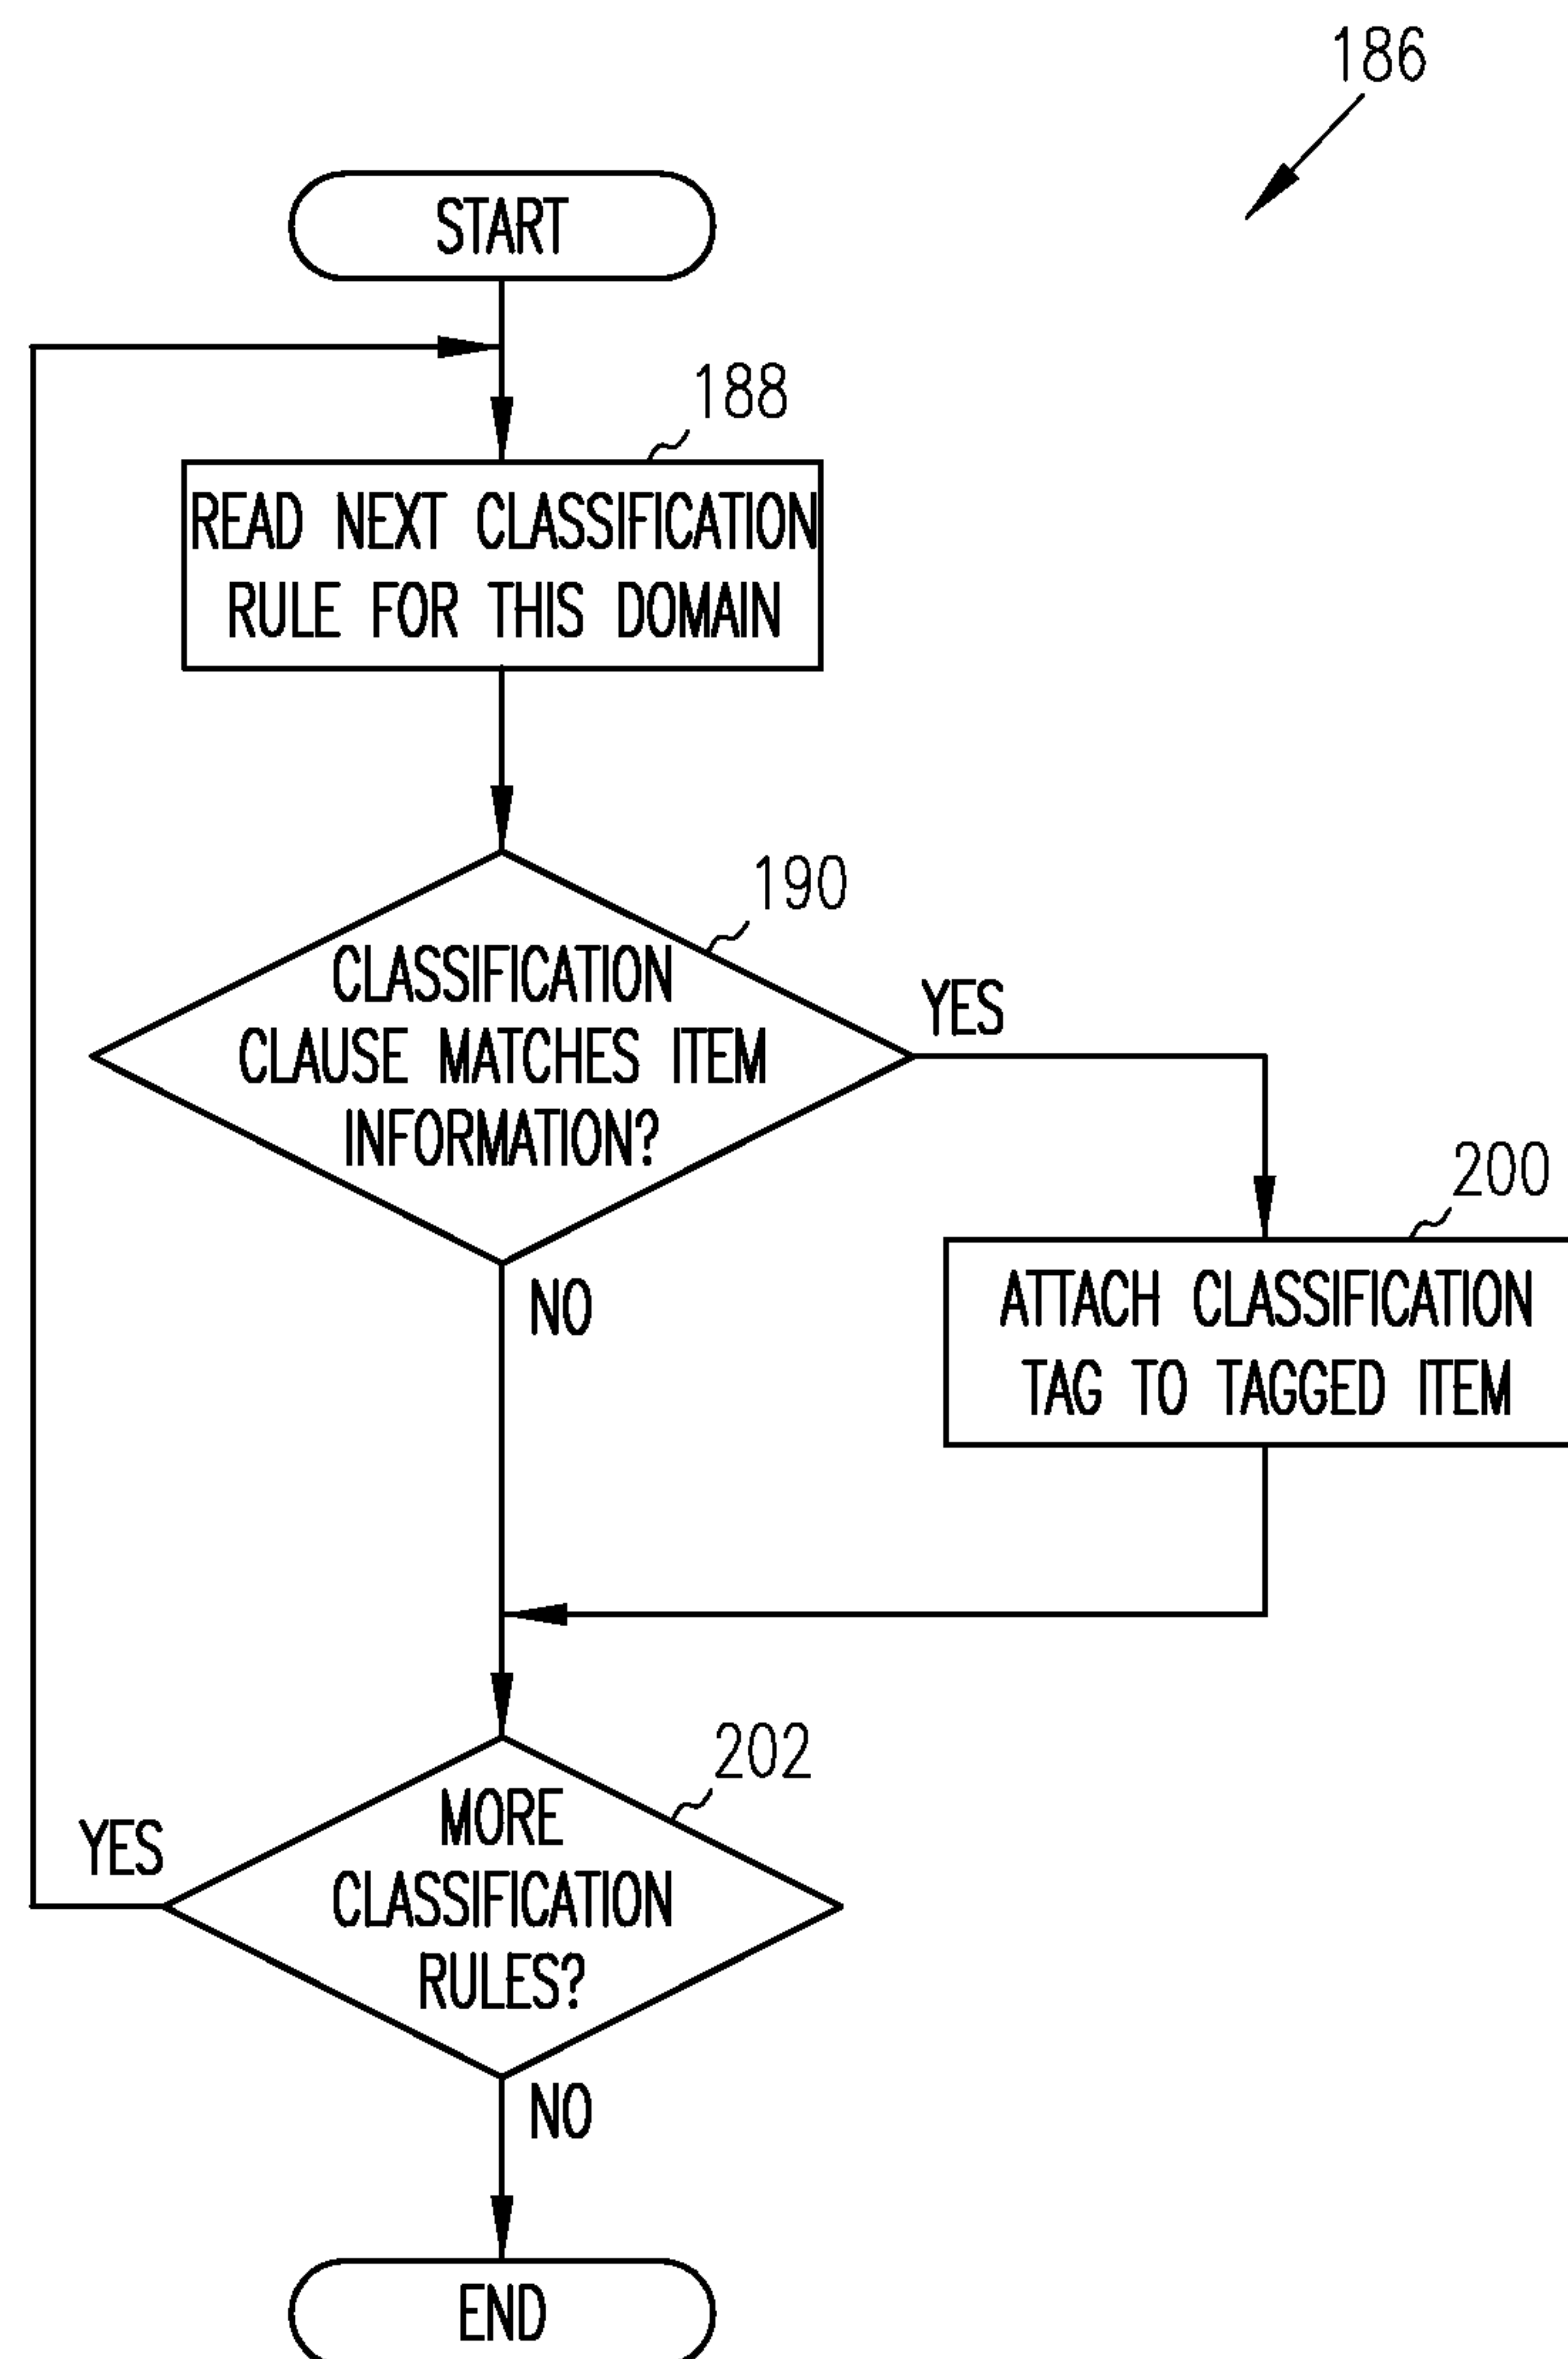 186
START
188
READ NEXT CLASSIFICATION
RULE FOR THIS DOMAIN
190
CLASSIFICATION
CLAUSE MATCHES ITEM
INFORMATION?
YES
NO
200
ATTACH CLASSIFICATION
TAG TO TAGGED ITEM
202
MORE
CLASSIFICATION
RULES?
YES
NO
END